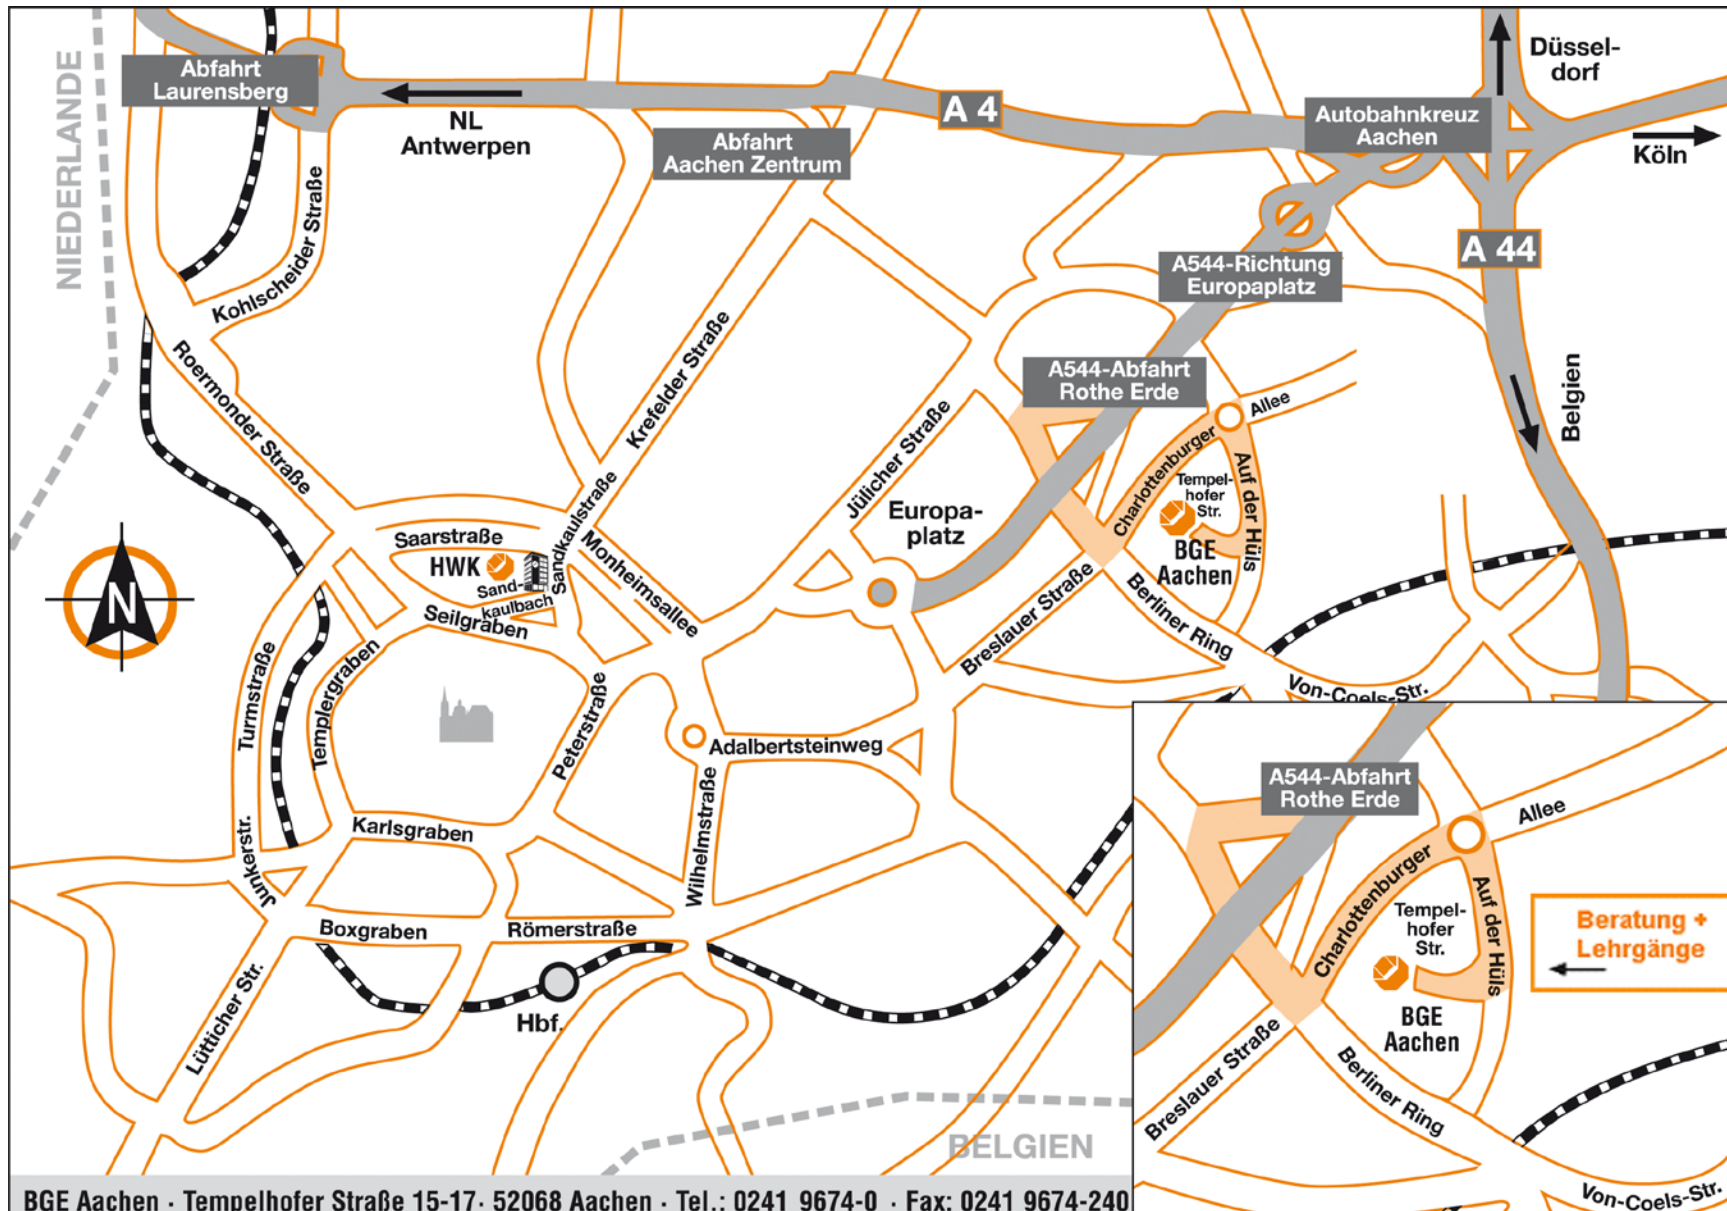 NIEDERLANDE
Abfahrt
Laurensberg
NL
Antwerpen
Abfahrt
Aachen Zentrum
A 4
Autobahnkreuz
Aachen
Düssel-
dorf
Köln
A 44
A544-Richtung
Europaplatz
A544-Abfahrt
Rothe Erde
Belgien
Kohlscheider Straße
Roermonder Straße
Krefelder Straße
Jülicher Straße
Europa-
platz
Charlottenburger
Allee
Auf der Hüls
Tempel-
hofer
Str.
BGE
Aachen
Saarstraße
HWK
Sand-
kaulbach
Sandkaulstraße
Monheimsallee
Seilgraben
N
Turmstraße
Templergraben
Peterstraße
Breslauer Straße
Berliner Ring
Von-Coels-Str.
Adalbertsteinweg
Wilhelmstraße
Karlsgraben
Junkerstr.
Boxgraben
Römerstraße
Lütticher Str.
Hbf.
BELGIEN
A544-Abfahrt
Rothe Erde
Allee
Charlottenburger
Auf der Hüls
Tempel-
hofer
Str.
BGE
Aachen
Beratung +
Lehrgänge
Breslauer Straße
Berliner Ring
Von-Coels-Str.
BGE Aachen · Tempelhofer Straße 15-17· 52068 Aachen · Tel.: 0241 9674-0 · Fax: 0241 9674-240